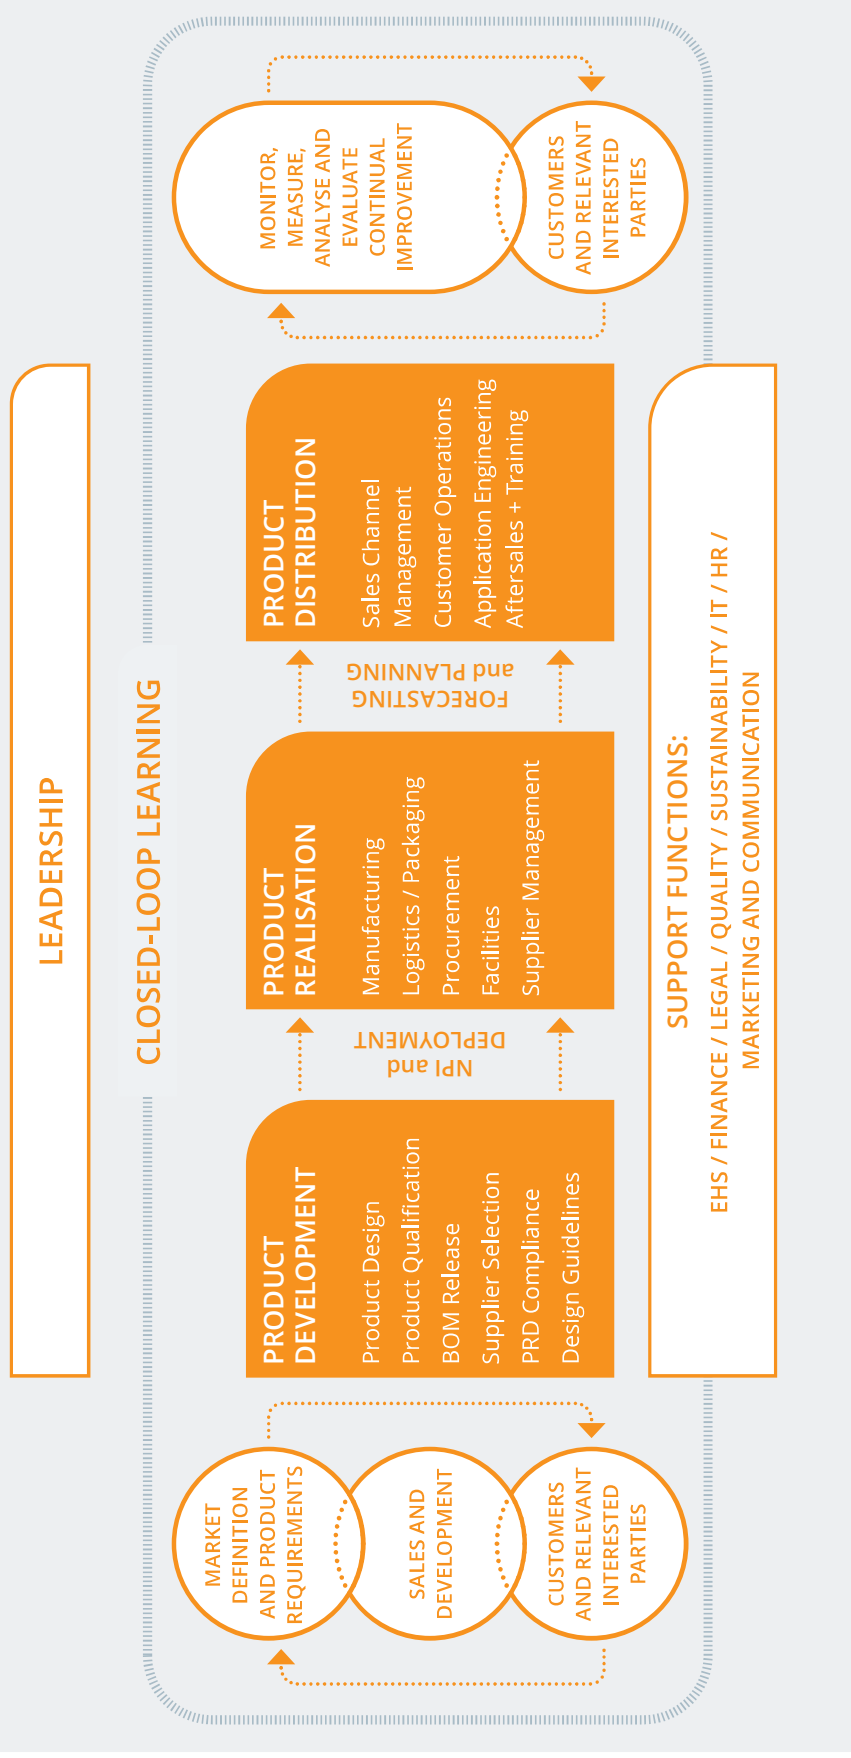 LEADERSHIP
CLOSED-LOOP LEARNING
MARKET
DEFINITION
AND PRODUCT
REQUIREMENTS
SALES AND
DEVELOPMENT
CUSTOMERS
AND RELEVANT
INTERESTED
PARTIES
PRODUCT
DEVELOPMENT
Product Design
Product Qualification
BOM Release
Supplier Selection
PRD Compliance
Design Guidelines
NPI and
DEPLOYMENT
PRODUCT
REALISATION
Manufacturing
Logistics / Packaging
Procurement
Facilities
Supplier Management
FORECASTING
and PLANNING
PRODUCT
DISTRIBUTION
Sales Channel
Management
Customer Operations
Application Engineering
Aftersales + Training
MONITOR,
MEASURE,
ANALYSE AND
EVALUATE
CONTINUAL
IMPROVEMENT
CUSTOMERS
AND RELEVANT
INTERESTED
PARTIES
SUPPORT FUNCTIONS:
EHS / FINANCE / LEGAL / QUALITY / SUSTAINABILITY / IT / HR /
MARKETING AND COMMUNICATION